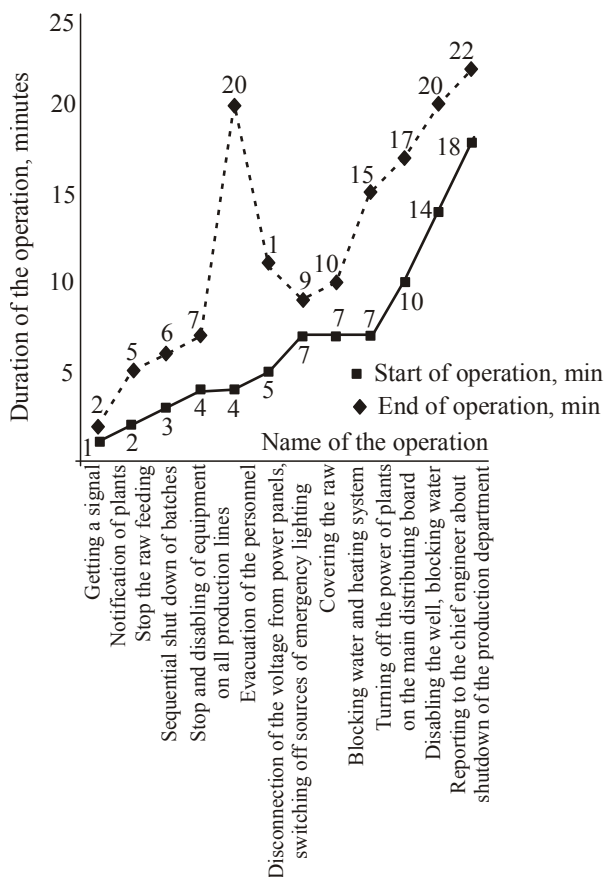 25
20
15
10
5
Duration of the operation, minutes
2
5
6
7
20
1
9
10
15
17
20
22
1
2
3
4
4
5
7
7
7
10
14
18
Start of operation, min
End of operation, min
Name of the operation
Getting a signal
Notification of plants
Stop the raw feeding
Sequential shut down of batches
Stop and disabling of equipment
on all production lines
Evacuation of the personnel
Disconnection of the voltage from power panels,
switching off sources of emergency lighting
Covering the raw
Blocking water and heating system
Turning off the power of plants
on the main distributing board
Disabling the well, blocking water
Reporting to the chief engineer about
shutdown of the production department